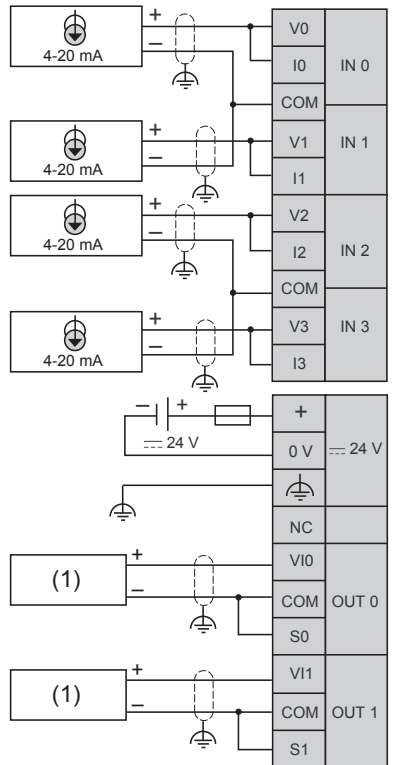 +
4-20 mA
−
V0
I0
IN 0
COM
+
4-20 mA
−
V1
I1
IN 1
+
4-20 mA
−
V2
I2
IN 2
COM
+
4-20 mA
−
V3
I3
IN 3
− +
24 V
+
0 V
24 V
NC
(1)
+
−
VI0
COM
S0
OUT 0
(1)
+
−
VI1
COM
S1
OUT 1